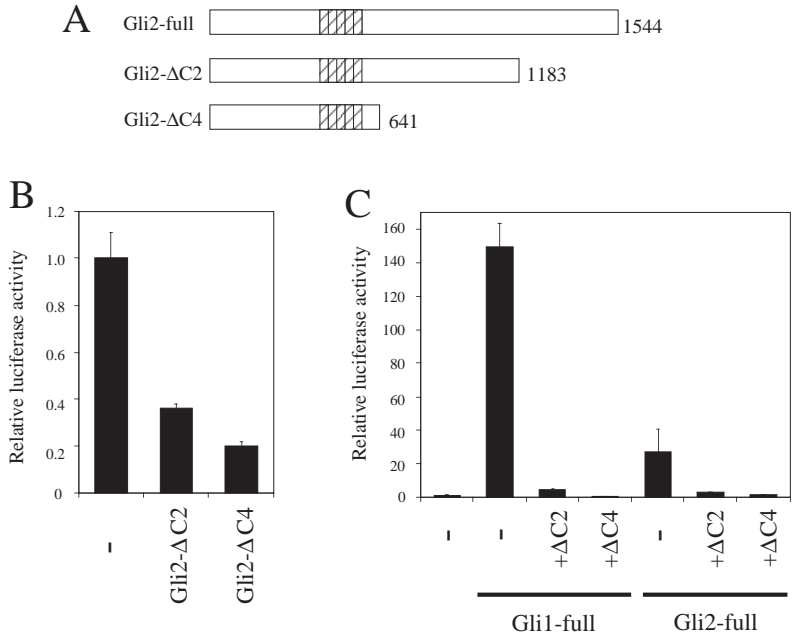 A
Gli2-full
1544
Gli2-ΔC2
1183
Gli2-ΔC4
641
B
Relative luciferase activity
1.2
1.0
0.8
0.6
0.4
0.2
0
-
Gli2-ΔC2
Gli2-ΔC4
C
Relative luciferase activity
160
140
120
100
80
60
40
20
0
-
-
+ΔC2
+ΔC4
-
+ΔC2
+ΔC4
Gli1-full
Gli2-full